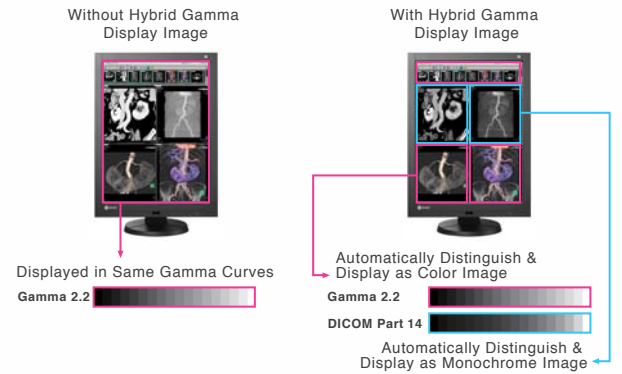 Without Hybrid Gamma
Display Image
With Hybrid Gamma
Display Image
Displayed in Same Gamma Curves
Gamma 2.2
Automatically Distinguish &
Display as Color Image
Gamma 2.2
DICOM Part 14
Automatically Distinguish &
Display as Monochrome Image